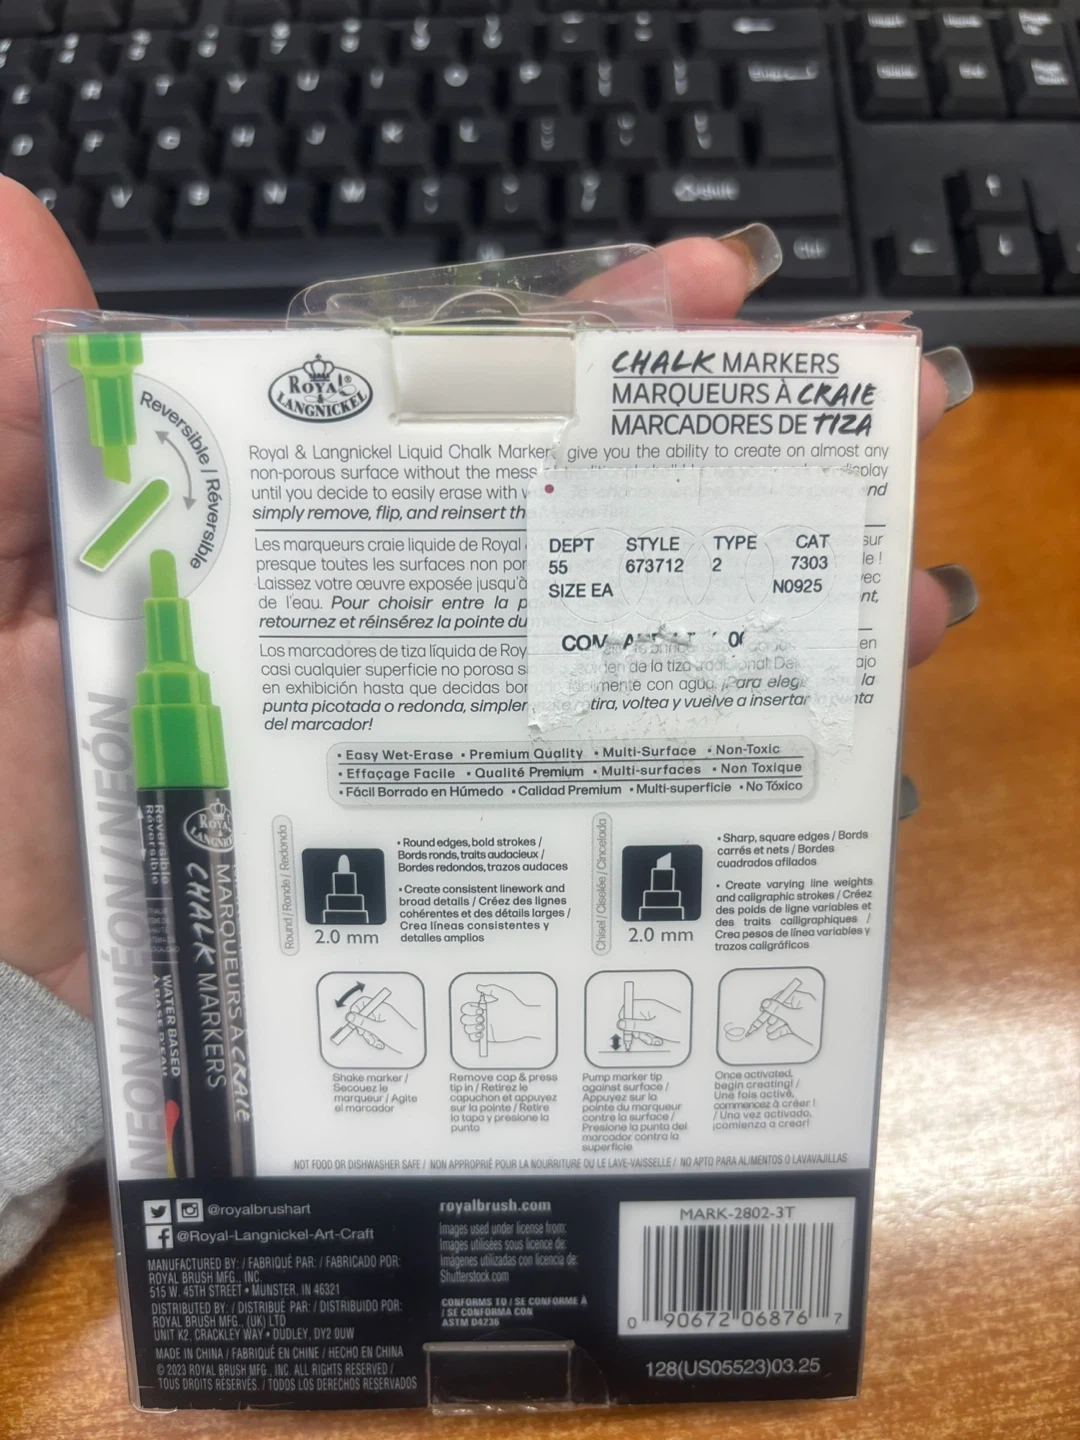 Reversible / Réversible
ROYAL® & LANGNICKEL
CHALK MARKERS
MARQUEURS À CRAIE
MARCADORES DE TIZA
Royal & Langnickel Liquid Chalk Marker give you the ability to create on almost any
non-porous surface without the mess
until you decide to easily erase with
simply remove, flip, and reinsert
Les marqueurs craie liquide de Royal
presque toutes les surfaces non
Laissez votre œuvre exposée jusqu'à
de l'eau. Pour choisir entre la
retournez et réinsérez la pointe du
Los marcadores de tiza líquida de
casi cualquier superficie no porosa
en exhibición hasta que decidas
punta picotada o redonda,
del marcador!
DEPT STYLE TYPE CAT
55 673712 2 7303
SIZE EA N0925
de la tiza tradicional.
con agua. ¡Para
tira, voltea y vuelve a insertar
• Easy Wet-Erase • Premium Quality • Multi-Surface • Non-Toxic
• Effaçage Facile • Qualité Premium • Multi-surfaces • Non Toxique
• Fácil Borrado en Húmedo • Calidad Premium • Multi-superficie • No Tóxico
NEON / NÉON / NEÓN
Reversible
Réversible
ROYAL & LANGNICKEL
CHALK MARKERS
MARQUEURS À CRAIE
WATER BASED
Round / Ronde / Redonda
2.0 mm
• Round edges, bold strokes /
Bords ronds, traits audacieux /
Bordes redondos, trazos audaces
• Create consistent linework and
broad details / Créez des lignes
cohérentes et des détails larges /
Crea líneas consistentes y
detalles amplios
Chisel / Ciselée / Cincelada
2.0 mm
• Sharp, square edges / Bords
carrés et nets / Bordes
cuadrados afilados
• Create varying line weights
and calligraphic strokes / Créez
des poids de ligne variables et
des traits calligraphiques /
Crea pesos de línea variables y
trazos caligráficos
Shake marker /
Secouez le
marqueur / Agite
el marcador
Remove cap & press
tip in / Retirez le
capuchon et appuyez
sur la pointe / Retire
la tapa y presione la
punta
Pump marker tip
against surface /
Appuyez sur la
pointe du marqueur
contre la surface /
Presione la punta del
marcador contra la
superficie
Once activated,
begin creating! /
Une fois activé,
commencez à créer !
/ Una vez activado,
¡comienza a crear!
NOT FOOD OR DISHWASHER SAFE / NON APPROPRIÉ POUR LA NOURRITURE OU LE LAVE-VAISSELLE / NO APTO PARA ALIMENTOS O LAVAVAJILLAS
@royalbrushart
@Royal-Langnickel-Art-Craft
MANUFACTURED BY: / FABRIQUÉ PAR: / FABRICADO POR:
ROYAL BRUSH MFG., INC.
515 W. 45TH STREET • MUNSTER, IN 46321
DISTRIBUTED BY: / DISTRIBUÉ PAR: / DISTRIBUIDO POR:
ROYAL BRUSH MFG., (UK) LTD
UNIT K2, CRACKLEY WAY • DUDLEY, DY2 0UW
MADE IN CHINA / FABRIQUÉ EN CHINE / HECHO EN CHINA
© 2023 ROYAL BRUSH MFG., INC. ALL RIGHTS RESERVED /
TOUS DROITS RÉSERVÉS. / TODOS LOS DERECHOS RESERVADOS
royalbrush.com
Images used under license from:
Images utilisées sous licence de:
Imágenes utilizadas con licencia de:
Shutterstock.com
CONFORMS TO / SE CONFORME À
/ SE CONFORMA CON
ASTM D4236
MARK-2802-3T
0 90672 06876 7
128(US05523)03.25